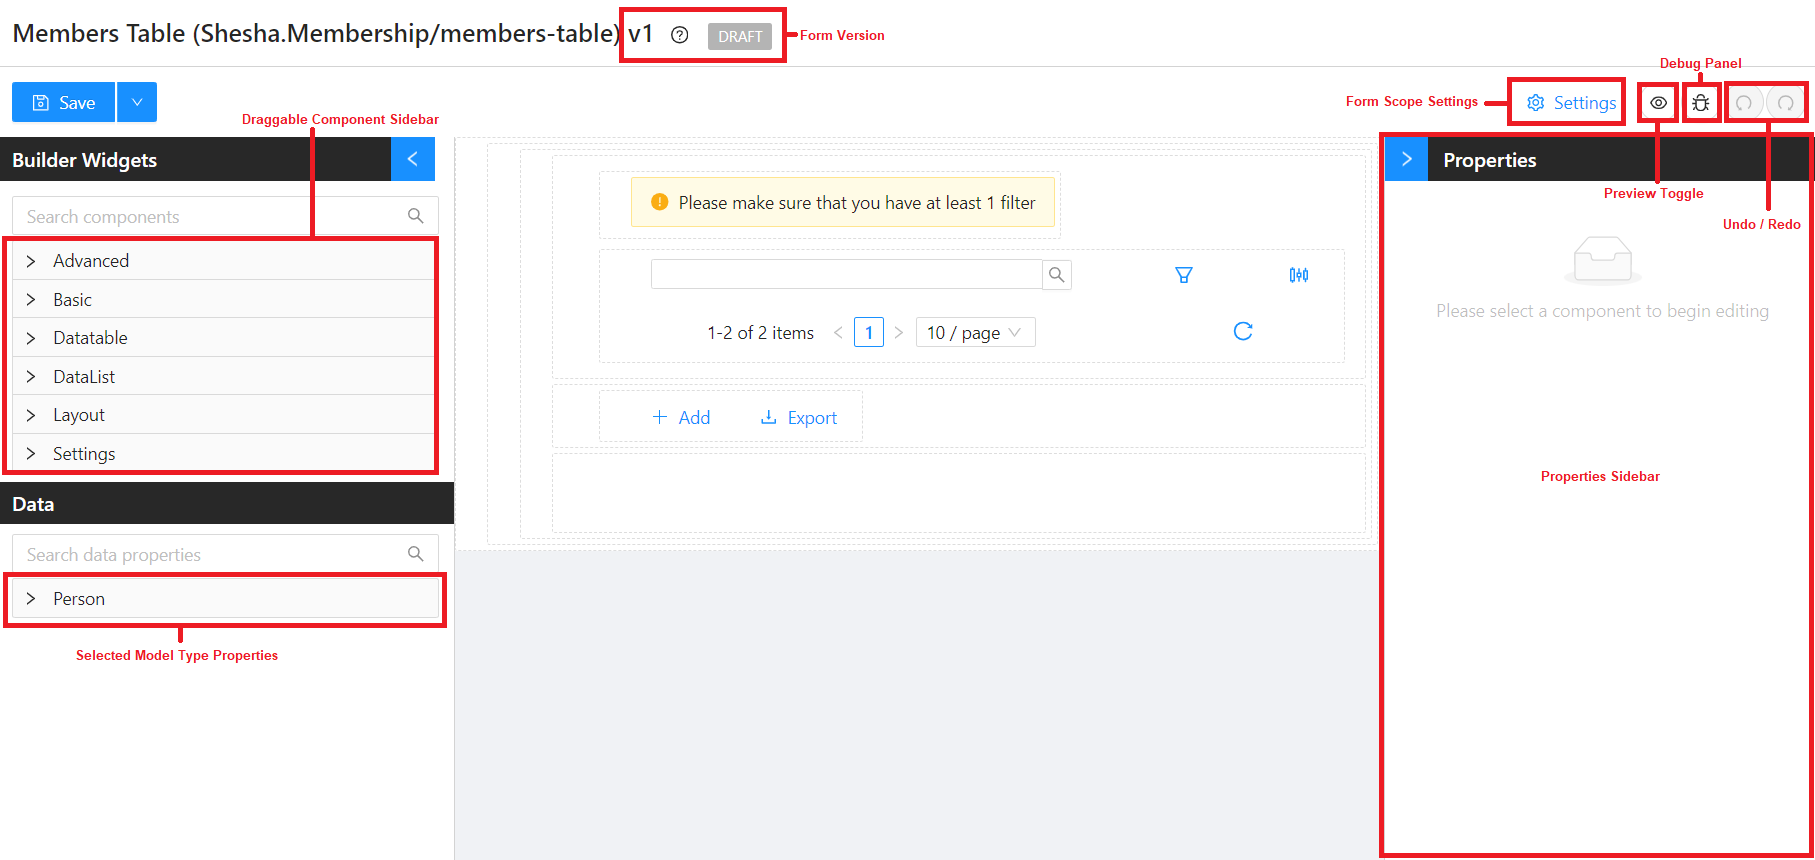 Members Table (Shesha.Membership/members-table) v1 DRAFT
Form Version
Debug Panel
Save
Form Scope Settings
Settings
Draggable Component Sidebar
Builder Widgets
Properties
Preview Toggle
Please make sure that you have at least 1 filter
Search components
Undo / Redo
Advanced
Basic
Please select a component to begin editing
Datatable
1-2 of 2 items < 1 > 10 / page
DataList
Layout
Add Export
Settings
Properties Sidebar
Data
Search data properties
Person
Selected Model Type Properties